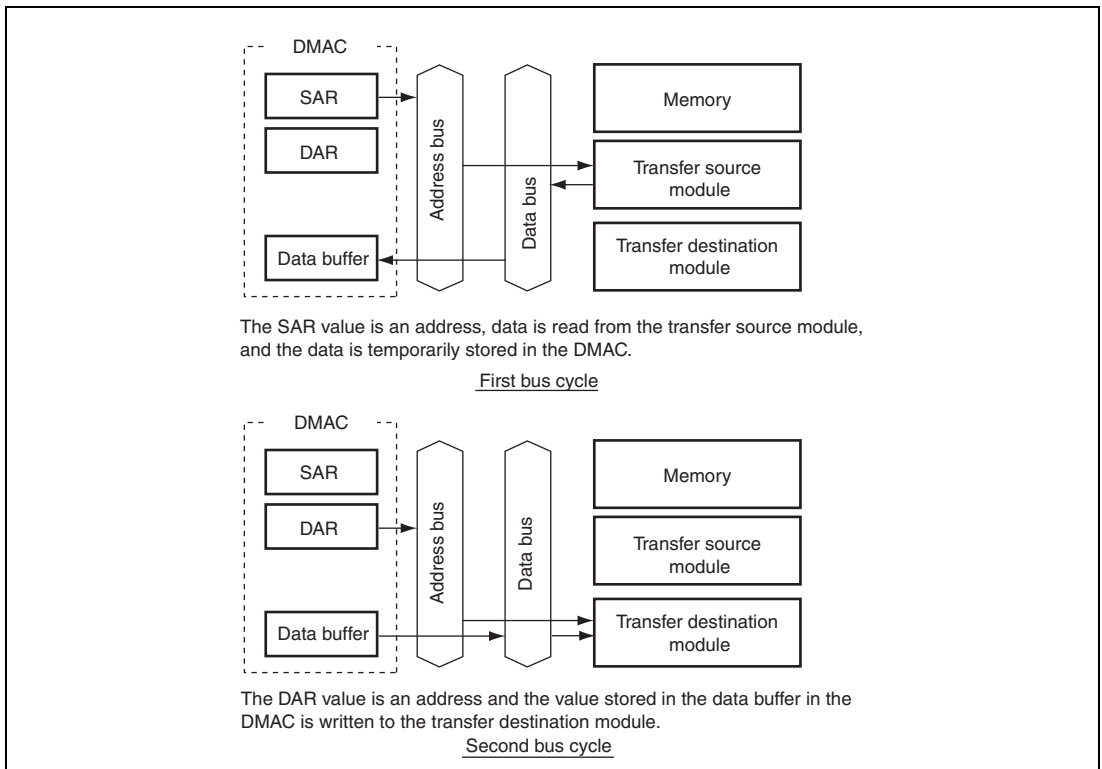 DMAC
SAR
DAR
Data buffer
Address bus
Data bus
Memory
Transfer source
module
Transfer destination
module
The SAR value is an address, data is read from the transfer source module,
and the data is temporarily stored in the DMAC.
First bus cycle
DMAC
SAR
DAR
Data buffer
Address bus
Data bus
Memory
Transfer source
module
Transfer destination
module
The DAR value is an address and the value stored in the data buffer in the
DMAC is written to the transfer destination module.
Second bus cycle